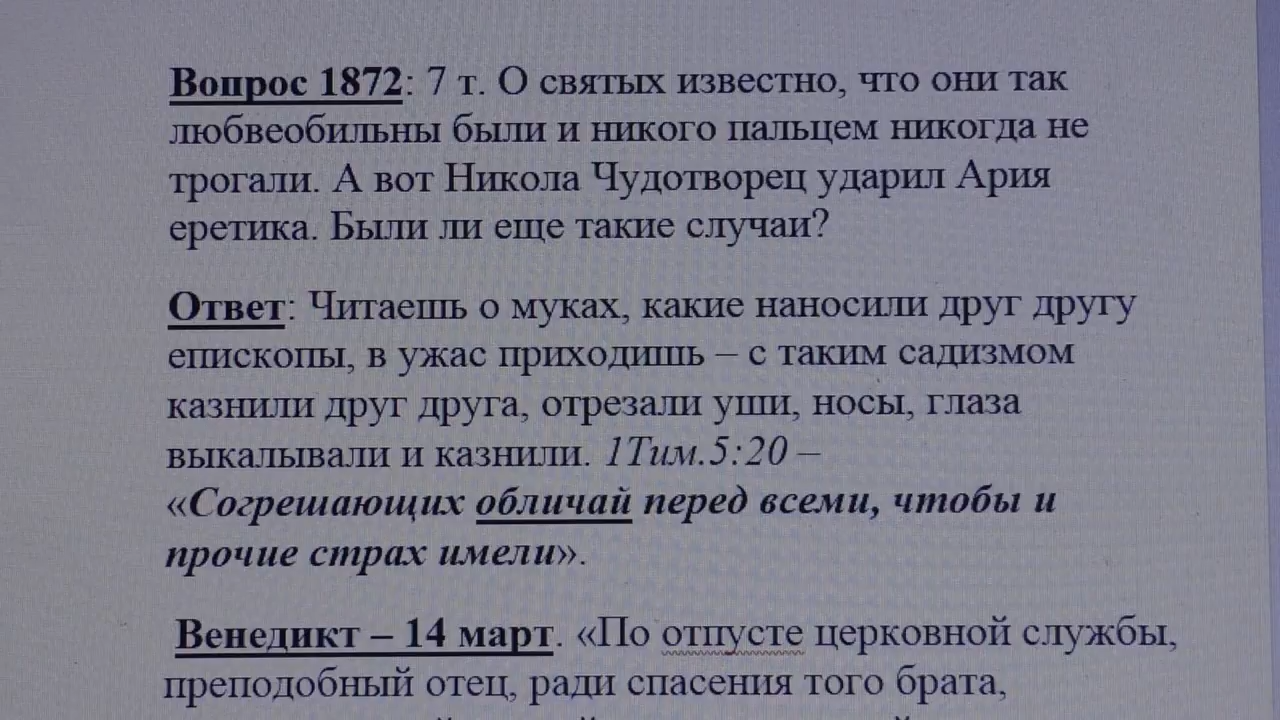 Вопрос 1872: 7 т. О святых известно, что они так
любвеобильны были и никого пальцем никогда не
трогали. А вот Никола Чудотворец ударил Ария
еретика. Были ли еще такие случаи?
Ответ: Читаешь о муках, какие наносили друг другу
епископы, в ужас приходишь – с таким садизмом
казнили друг друга, отрезали уши, носы, глаза
выкалывали и казнили. 1Тим.5:20 –
«Согрешающих обличай перед всеми, чтобы и
прочие страх имели».
Венедикт – 14 март. «По отпусте церковной службы,
преподобный отец, ради спасения того брата,